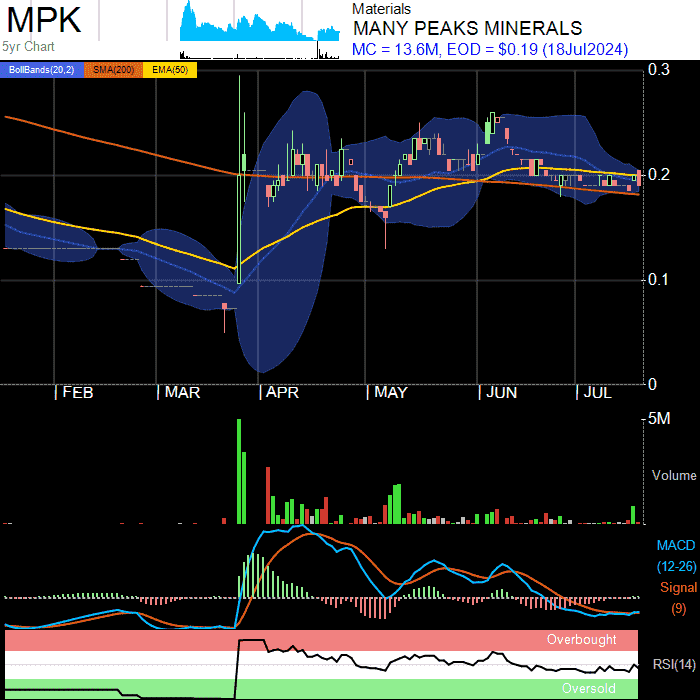 MPK
5yr Chart
Materials
MANY PEAKS MINERALS
MC = 13.6M, EOD = $0.19 (18Jul2024)
BollBands(20,2) SMA(200) EMA(50)
0.3
0.2
0.1
0
FEB MAR APR MAY JUN JUL
5M
Volume
MACD
(12-26)
Signal
(9)
Overbought
RSI(14)
Oversold